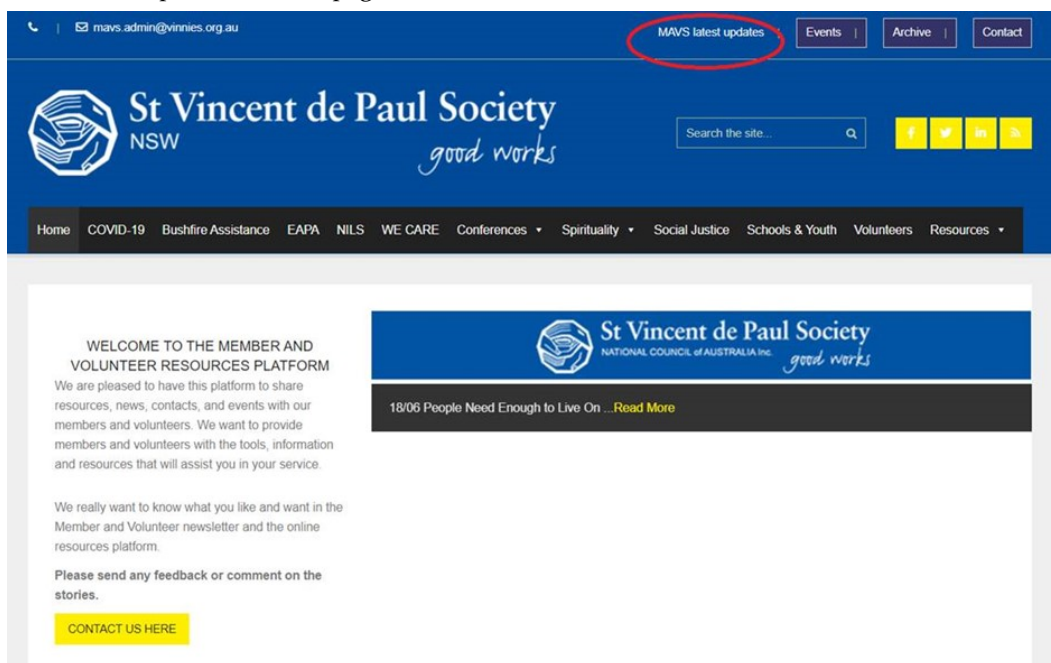 mavs.admin@vinnies.org.au
MAVS latest updates | Events | Archive | Contact
St Vincent de Paul Society
NSW
good works
Search the site...
Home COVID-19 Bushfire Assistance EAPA NILS WE CARE Conferences Spirituality Social Justice Schools & Youth Volunteers Resources
WELCOME TO THE MEMBER AND
VOLUNTEER RESOURCES PLATFORM
We are pleased to have this platform to share
resources, news, contacts, and events with our
members and volunteers. We want to provide
members and volunteers with the tools, information
and resources that will assist you in your service.
We really want to know what you like and want in the
Member and Volunteer newsletter and the online
resources platform.
Please send any feedback or comment on the
stories.
CONTACT US HERE
St Vincent de Paul Society
NATIONAL COUNCIL of AUSTRALIA Inc.
good works
18/06 People Need Enough to Live On ...Read More